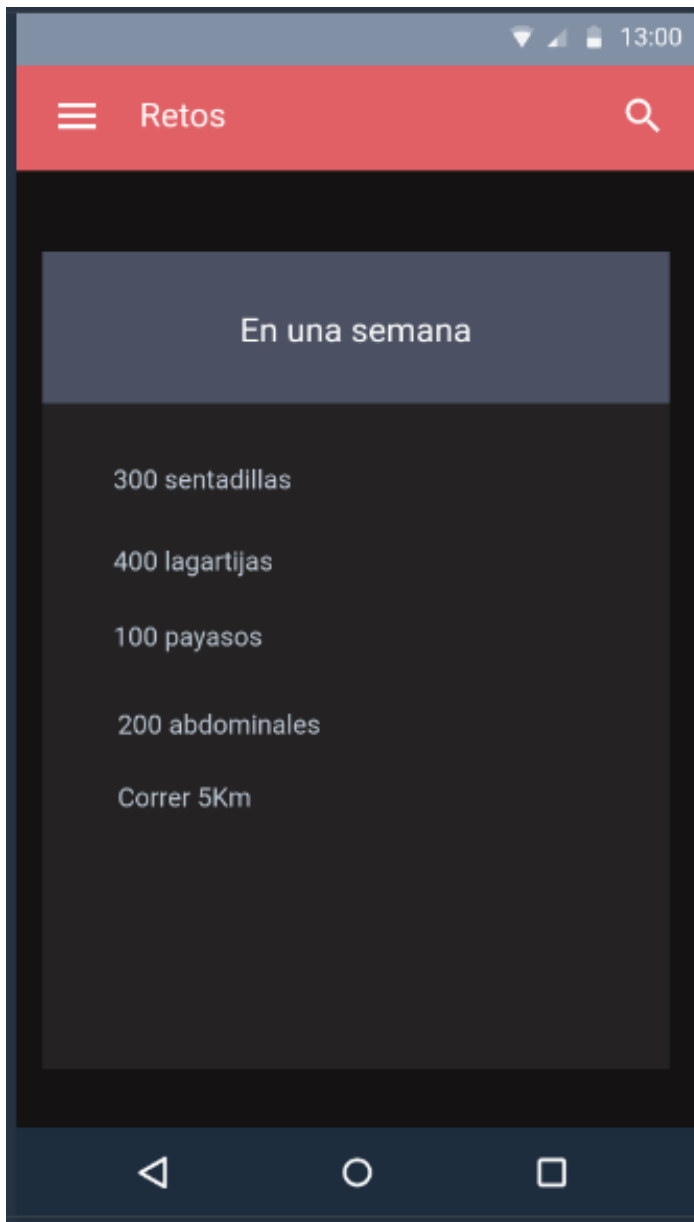 13:00
Retos
En una semana
300 sentadillas
400 lagartijas
100 payasos
200 abdominales
Correr 5Km